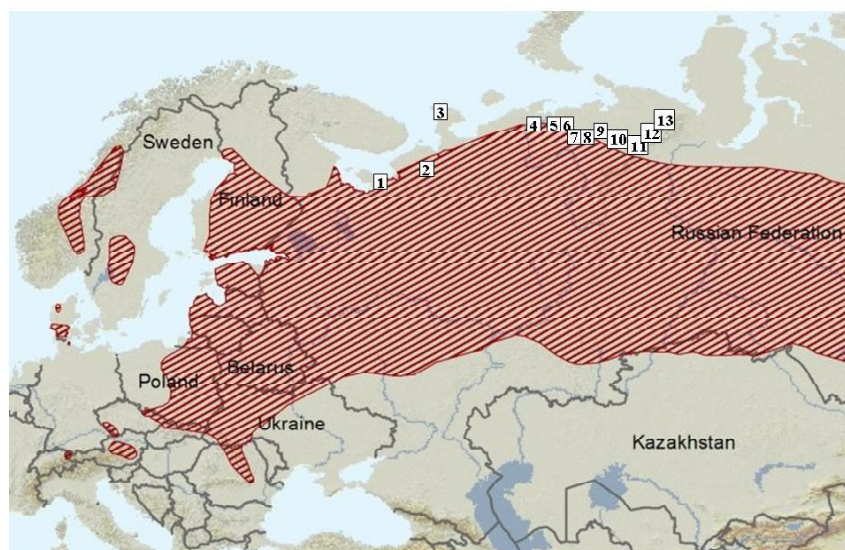 3
4 5 6
7 8 9
10 11 12 13
1 2
Sweden
Finland
Russian Federation
Poland
Belarus
Ukraine
Kazakhstan